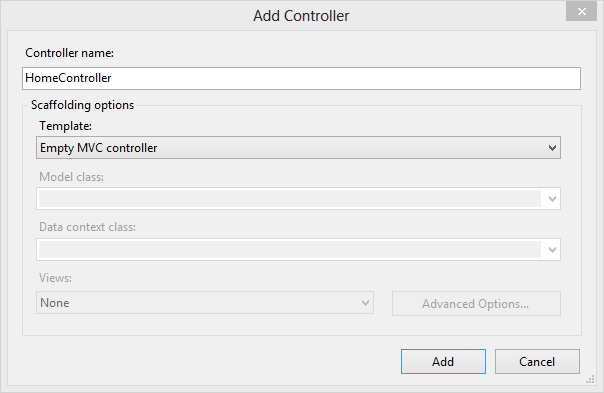 Add Controller
Controller name:
HomeController
Scaffolding options
Template:
Empty MVC controller
Model class:
Data context class:
Views:
None
Advanced Options...
Add
Cancel